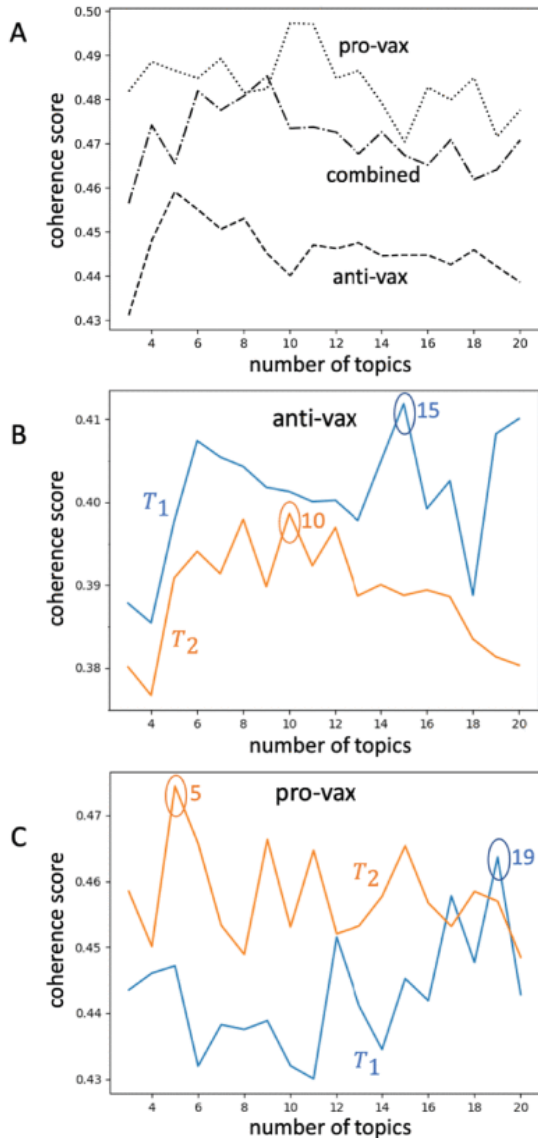 A
0.50
0.49
0.48
0.47
0.46
0.45
0.44
0.43
coherence score
pro-vax
combined
anti-vax
4 6 8 10 12 14 16 18 20
number of topics
B
anti-vax
0.41
0.40
0.39
0.38
coherence score
15
10
T1
T2
4 6 8 10 12 14 16 18 20
number of topics
C
pro-vax
0.47
0.46
0.45
0.44
0.43
coherence score
5
19
T2
T1
4 6 8 10 12 14 16 18 20
number of topics